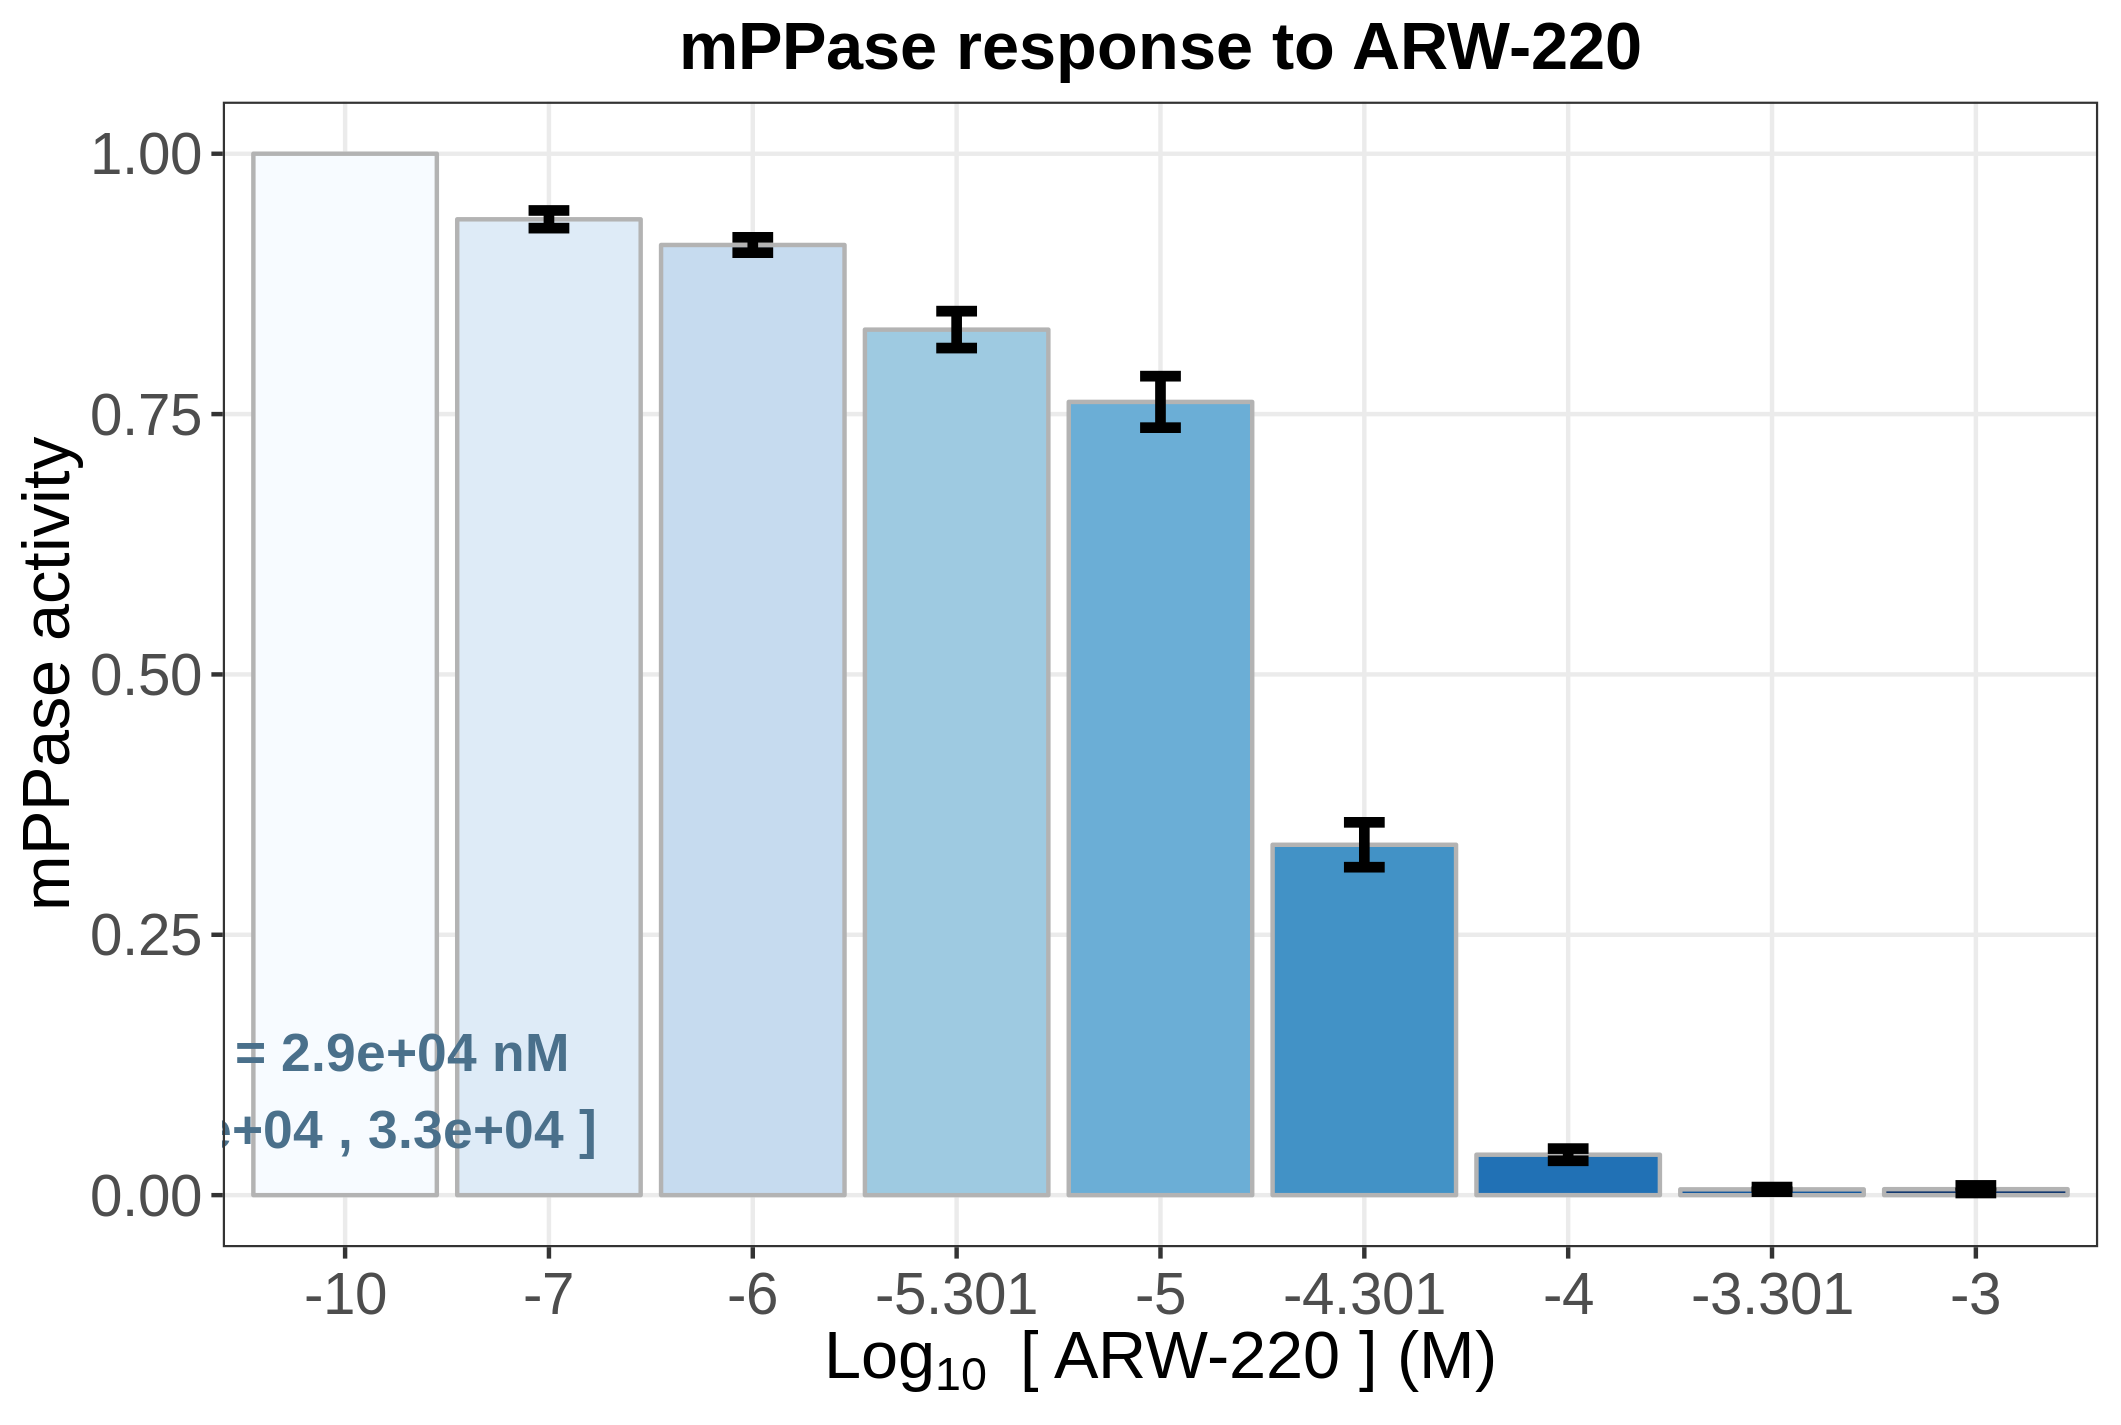 mPPase response to ARW-220
mPPase activity
1.00
0.75
0.50
0.25
0.00
= 2.9e+04 nM
e+04 , 3.3e+04 ]
-10 -7 -6 -5.301 -5 -4.301 -4 -3.301 -3
Log10 [ ARW-220 ] (M)